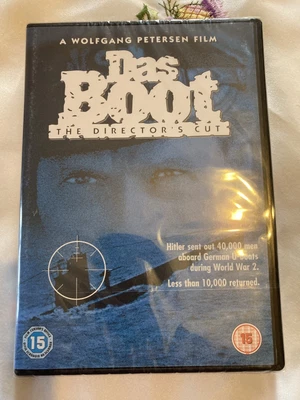 A WOLFGANG PETERSEN FILM
Das
Boot
THE DIRECTOR'S CUT
Hitler sent out 40,000 men
aboard German U-boats
during World War 2.
Less than 10,000 returned.
15
15